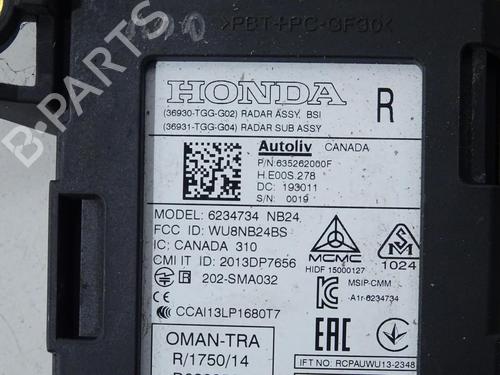 >PBT+PC-GF30<
HONDA
R
(36930-TGG-G02) RADAR ASSY, BSI
(36931-TGG-G04) RADAR SUB ASSY
Autoliv CANADA
P/N:635262000F
H.E00S.278
DC: 193011
S/N: 0019
MODEL: 6234734 NB24
FCC ID: WU8NB24BS
IC: CANADA 310
CMI IT ID: 2013DP7656
202-SMA032
CCAI13LP1680T7
MCMC
HIDF 15000127
1024
MSIP-CMM
-A1r-6234734
OMAN-TRA
R/1750/14
EAC
IFT NO: RCPAUWU13-2348
B-PARTS